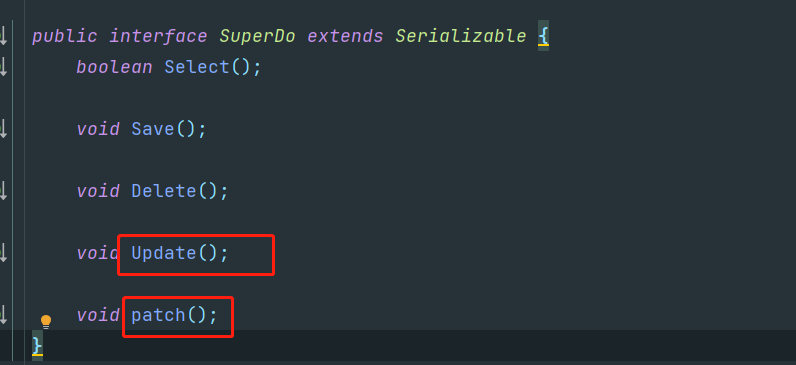 public interface SuperDo extends Serializable {
boolean Select();
void Save();
void Delete();
void Update();
void patch();
}